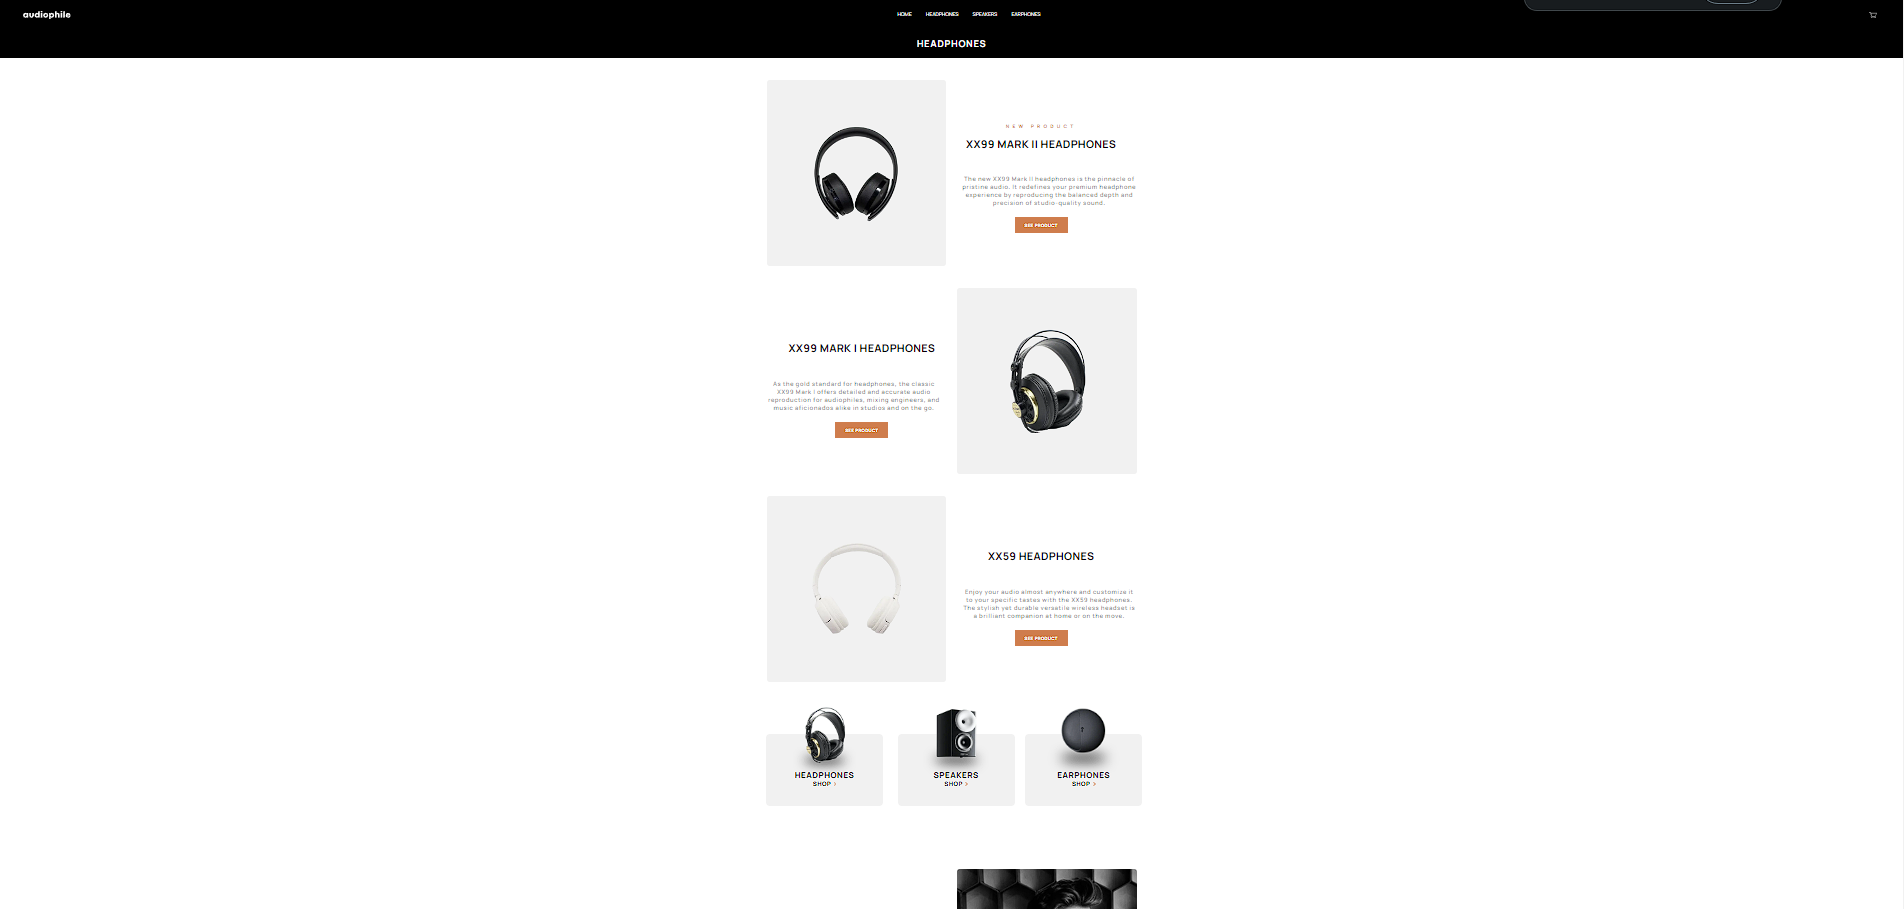 audiophile
HOME HEADPHONES SPEAKERS EARPHONES
HEADPHONES
NEW PRODUCT
XX99 MARK II HEADPHONES
The new XX99 Mark II headphones is the pinnacle of
pristine audio. It redefines your premium headphone
experience by reproducing the balanced depth and
precision of studio-quality sound.
SEE PRODUCT
XX99 MARK I HEADPHONES
As the gold standard for headphones, the classic
XX99 Mark I offers detailed and accurate audio
reproduction for audiophiles, mixing engineers, and
music aficionados alike in studios and on the go.
SEE PRODUCT
XX59 HEADPHONES
Enjoy your audio almost anywhere and customize it
to your specific tastes with the XX59 headphones.
The stylish yet durable versatile wireless headset is
a brilliant companion at home or on the move.
SEE PRODUCT
HEADPHONES
SHOP >
SPEAKERS
SHOP >
EARPHONES
SHOP >